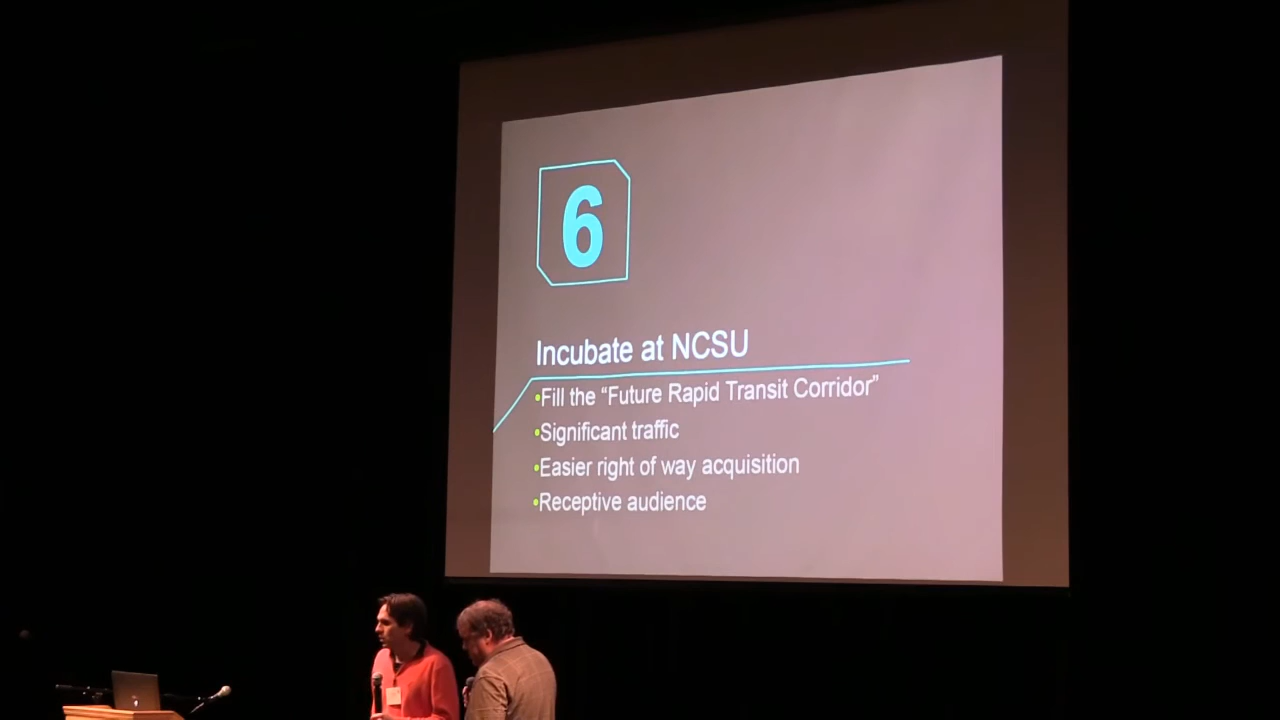 6
Incubate at NCSU
•Fill the “Future Rapid Transit Corridor”
•Significant traffic
•Easier right of way acquisition
•Receptive audience